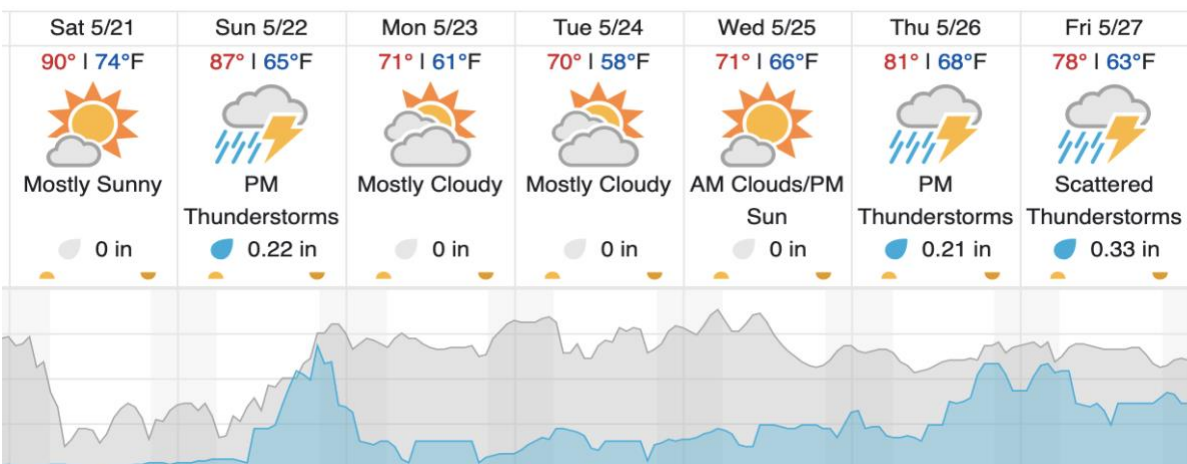 Sat 5/21 Sun 5/22 Mon 5/23 Tue 5/24 Wed 5/25 Thu 5/26 Fri 5/27
90° | 74°F 87° | 65°F 71° | 61°F 70° | 58°F 71° | 66°F 81° | 68°F 78° | 63°F
Mostly Sunny PM Mostly Cloudy Mostly Cloudy AM Clouds/PM PM Scattered
Thunderstorms Sun Thunderstorms Thunderstorms
0 in 0.22 in 0 in 0 in 0 in 0.21 in 0.33 in